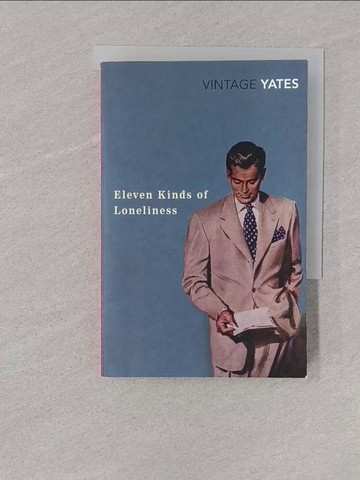 VINTAGE YATES
Eleven Kinds of
Loneliness